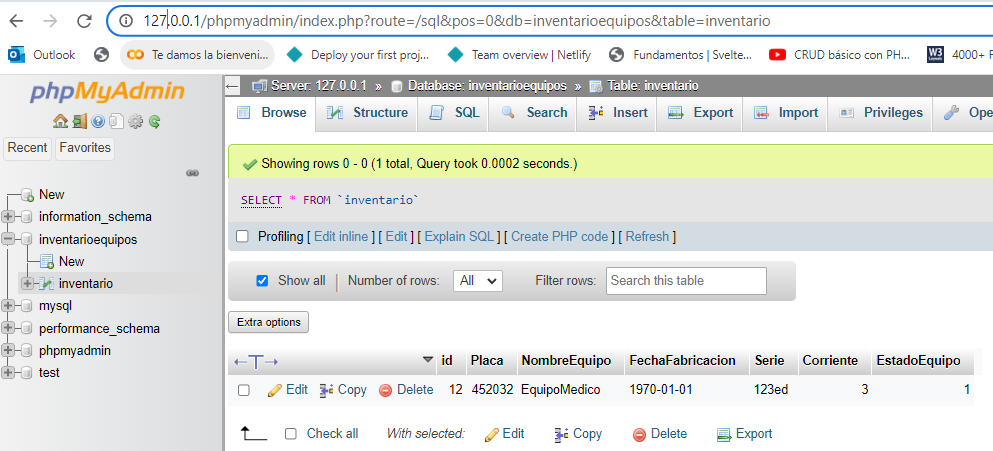 127.0.0.1/phpmyadmin/index.php?route=/sql&pos=0&db=inventarioequipos&table=inventario
Outlook Te damos la bienveni... Deploy your first proj... Team overview | Netlify Fundamentos | Svelte... CRUD básico con PH... W3 4000+ F
phpMyAdmin
Recent Favorites
New
information_schema
inventarioequipos
New
inventario
mysql
performance_schema
phpmyadmin
test
Server: 127.0.0.1 » Database: inventarioequipos » Table: inventario
Browse Structure SQL Search Insert Export Import Privileges Ope
Showing rows 0 - 0 (1 total, Query took 0.0002 seconds.)
SELECT * FROM `inventario`
Profiling [ Edit inline ] [ Edit ] [ Explain SQL ] [ Create PHP code ] [ Refresh ]
Show all Number of rows: All Filter rows: Search this table
Extra options
←T→ id Placa NombreEquipo FechaFabricacion Serie Corriente EstadoEquipo
Edit Copy Delete 12 452032 EquipoMedico 1970-01-01 123ed 3 1
Check all With selected: Edit Copy Delete Export